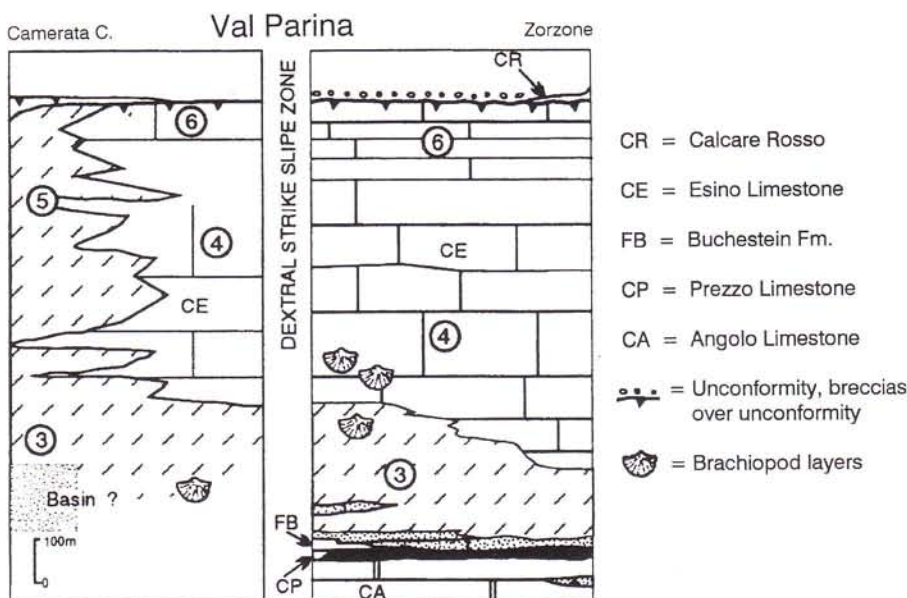 Camerata C.
Val Parina
Zorzone
CR
DEXTRAL STRIKE SLIPE ZONE
6
6
5
4
CE
CE
4
3
3
Basin ?
100m
0
FB
CP
CA
CR = Calcare Rosso
CE = Esino Limestone
FB = Buchestein Fm.
CP = Prezzo Limestone
CA = Angolo Limestone
= Unconformity, breccias
over unconformity
= Brachiopod layers